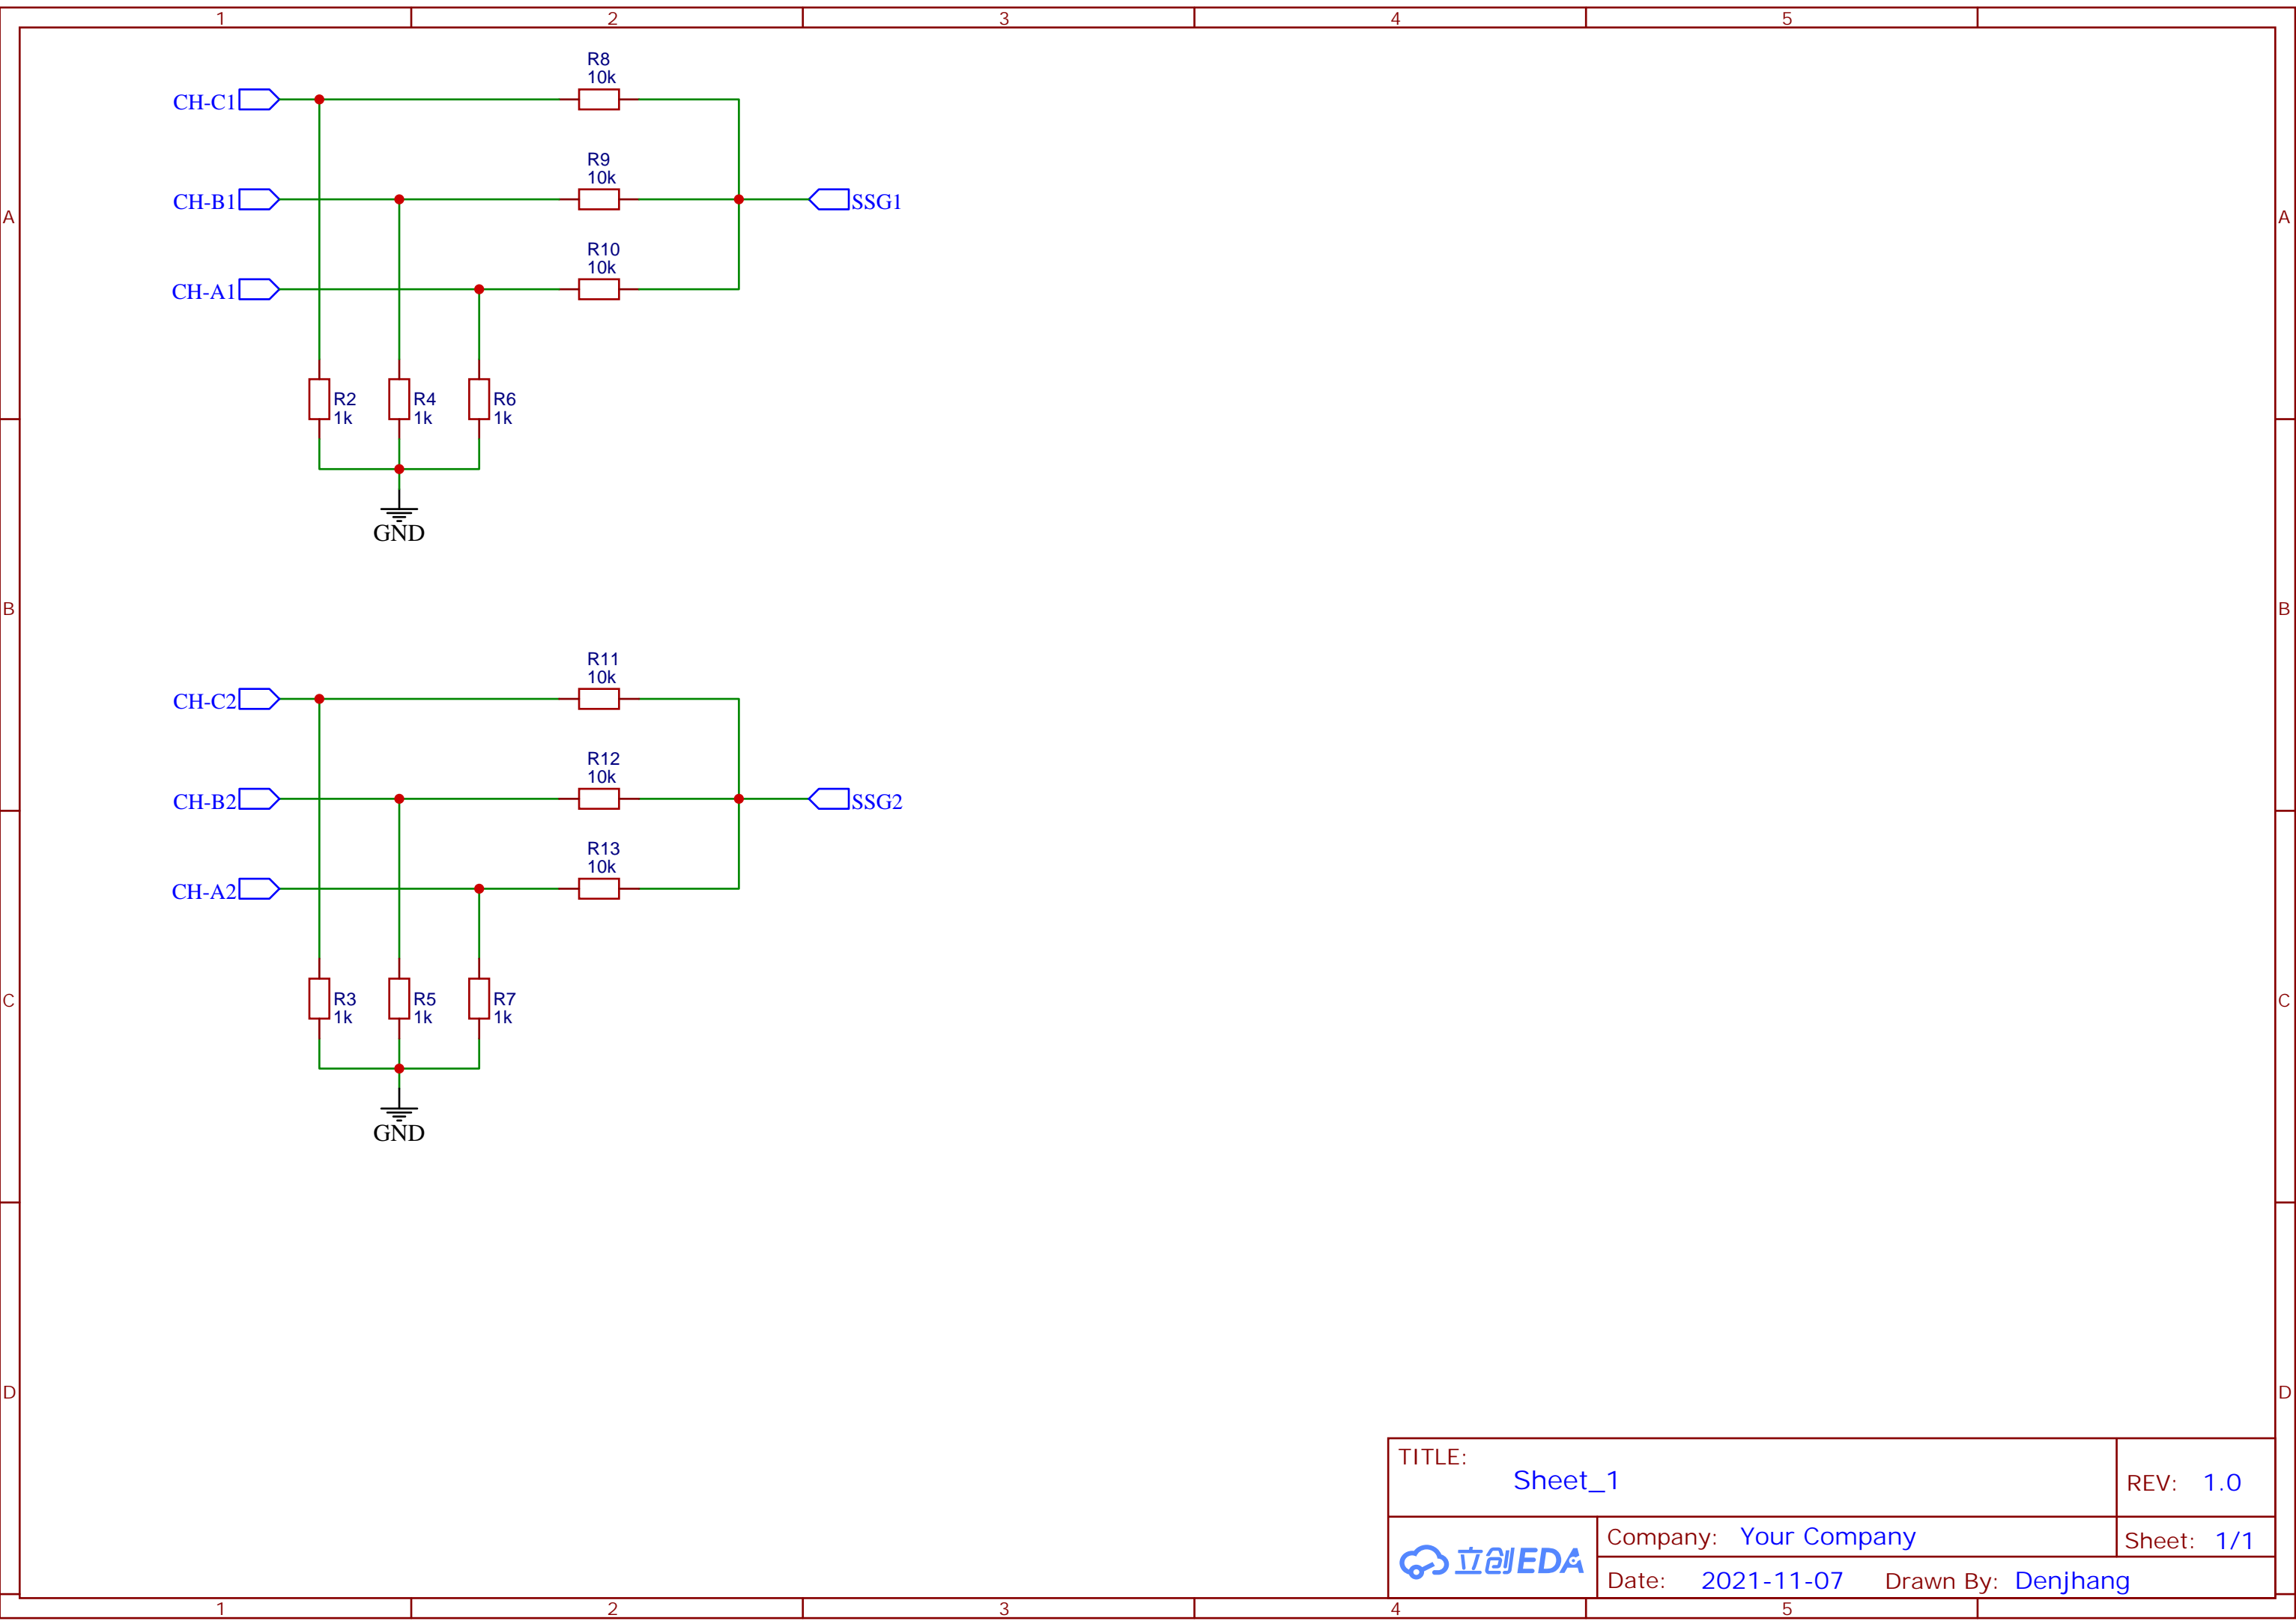 1 2 3 4 5
R8
10k
CH-C1
R9
10k
CH-B1
SSG1
A A
R10
10k
CH-A1
R2
1k
R4
1k
R6
1k
GND
B B
R11
10k
CH-C2
R12
10k
CH-B2
SSG2
R13
10k
CH-A2
R3
1k
R5
1k
R7
1k
C C
GND
D D
TITLE:
Sheet_1
REV: 1.0
立创EDA
Company: Your Company
Sheet: 1/1
Date: 2021-11-07 Drawn By: Denjhang
1 2 3 4 5